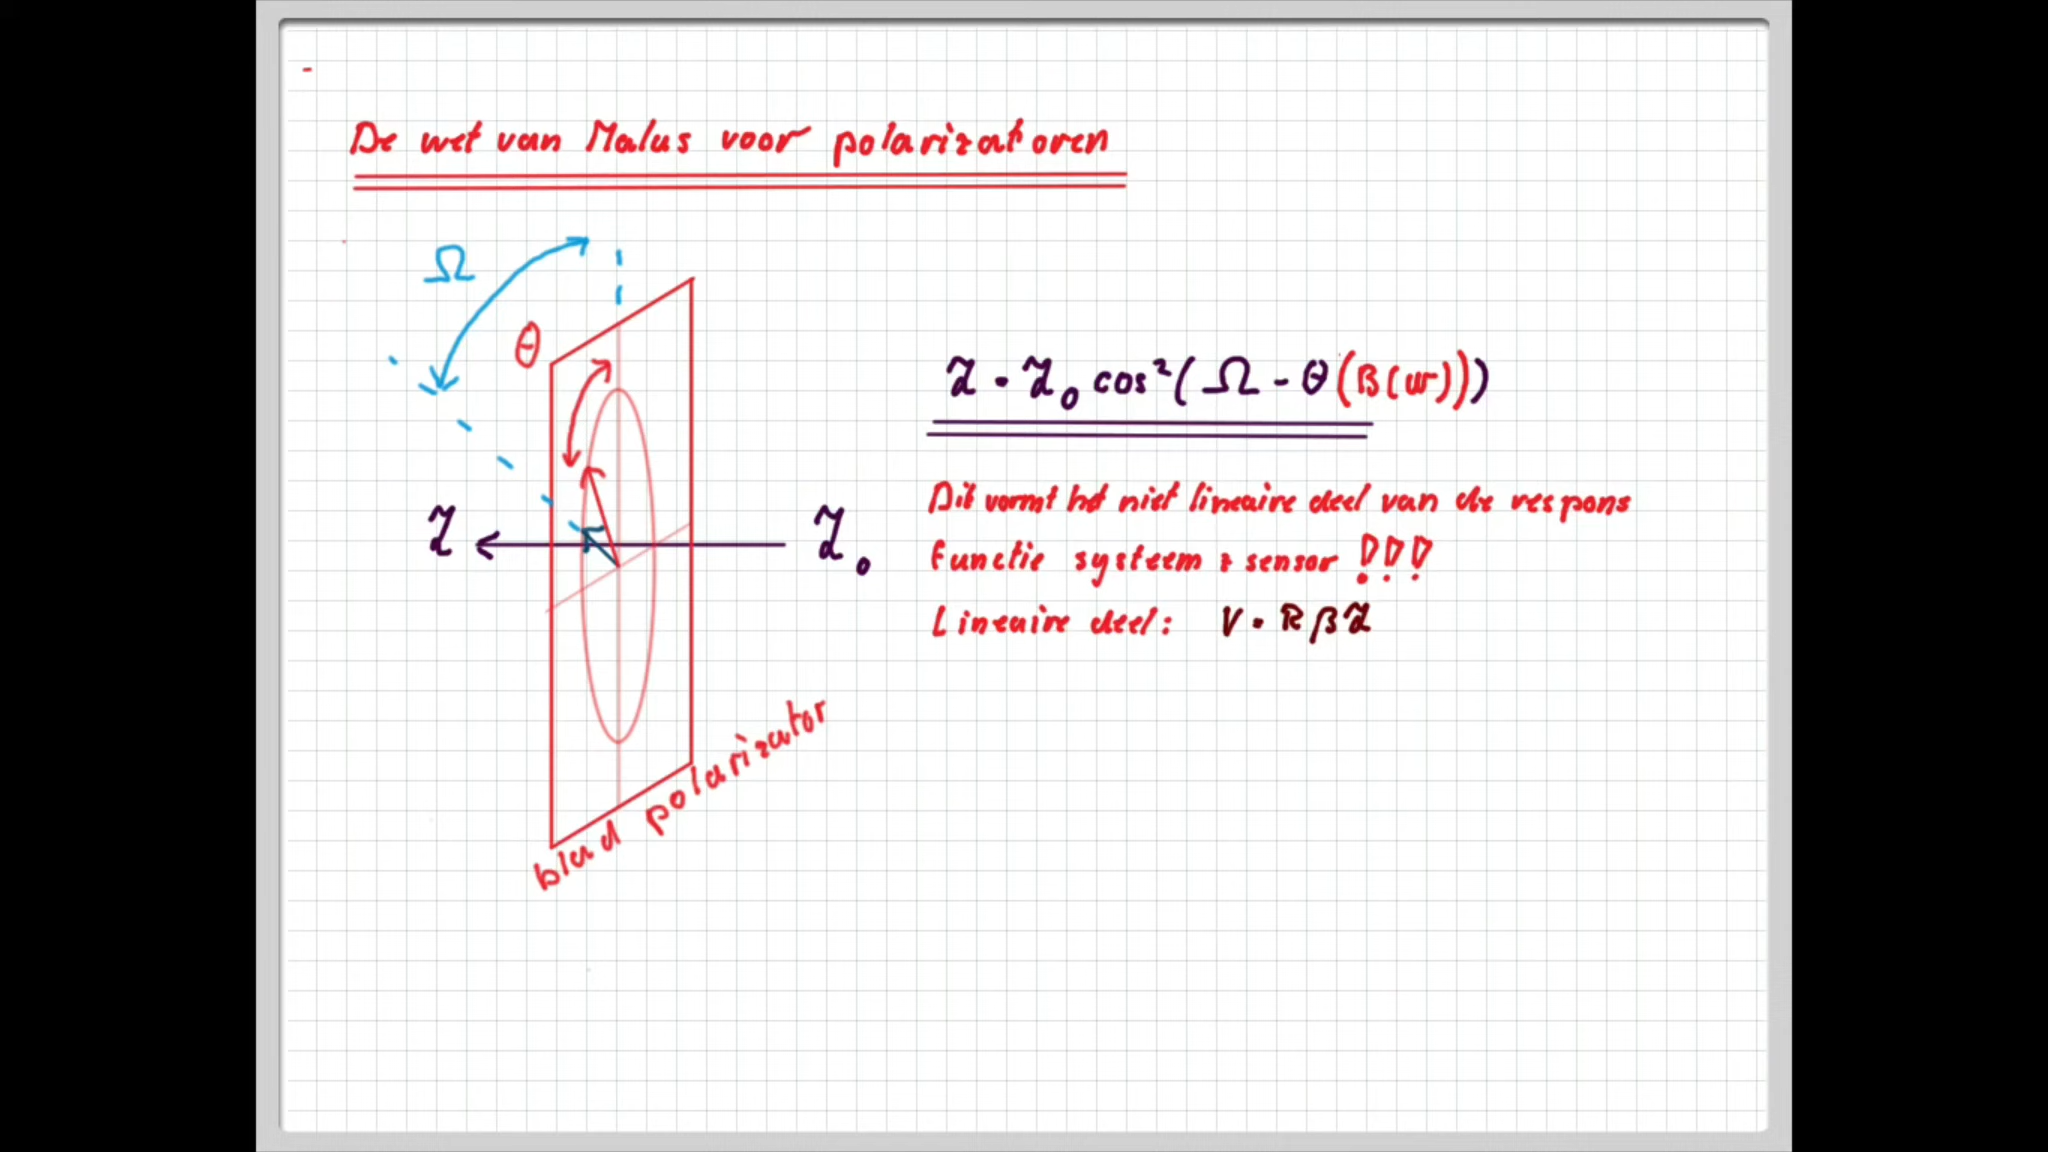 De wet van Malus voor polarizatoren
Ω
θ
I = I₀ cos²(Ω - θ(B(w)))
I
I₀
Dit vormt het niet lineaire deel van de respons
functie systeem & sensor !!!
Lineaire deel: V = RβI
blad polarizator